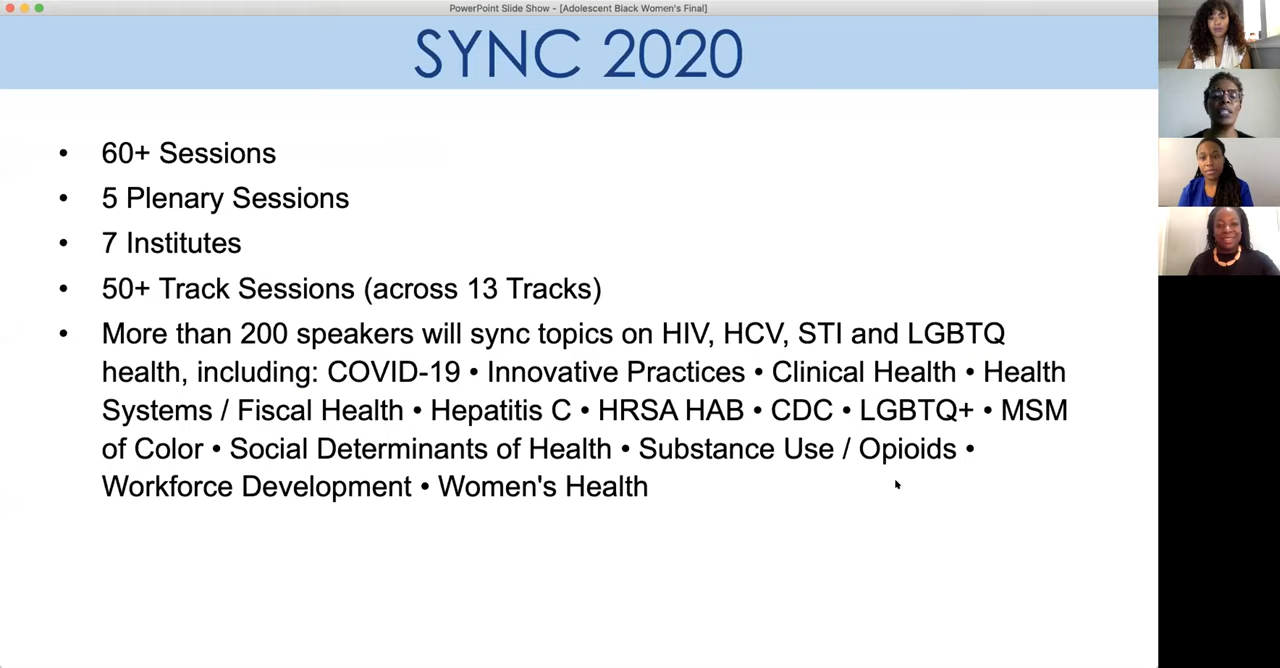 PowerPoint Slide Show - [Adolescent Black Women's Final]
SYNC 2020
• 60+ Sessions
• 5 Plenary Sessions
• 7 Institutes
• 50+ Track Sessions (across 13 Tracks)
• More than 200 speakers will sync topics on HIV, HCV, STI and LGBTQ
health, including: COVID-19 • Innovative Practices • Clinical Health • Health
Systems / Fiscal Health • Hepatitis C • HRSA HAB • CDC • LGBTQ+ • MSM
of Color • Social Determinants of Health • Substance Use / Opioids •
Workforce Development • Women's Health